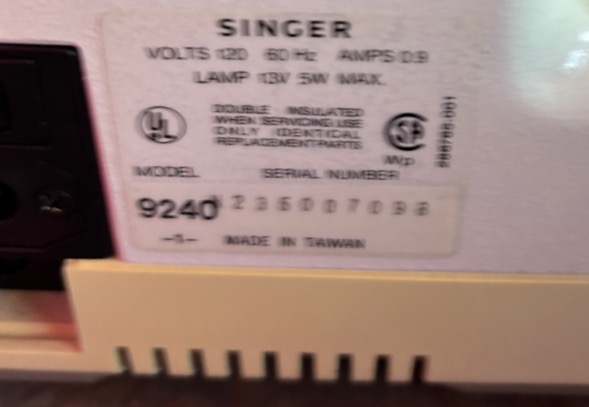 SINGER
VOLTS 120 60 Hz AMPS 0.9
LAMP 13V 5W MAX.
UL
DOUBLE INSULATED
WHEN SERVICING USE
ONLY IDENTICAL
REPLACEMENT PARTS
MODEL SERIAL NUMBER
9240
MADE IN TAIWAN